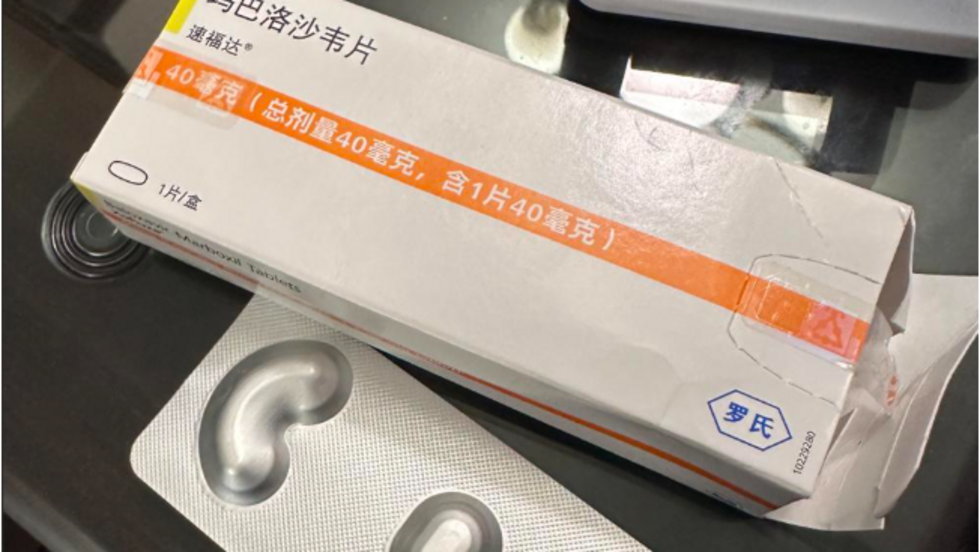 玛巴洛沙韦片
速福达®
40毫克（总剂量40毫克，含1片40毫克）
1片/盒
Marboxil Tablets
罗氏
10229280